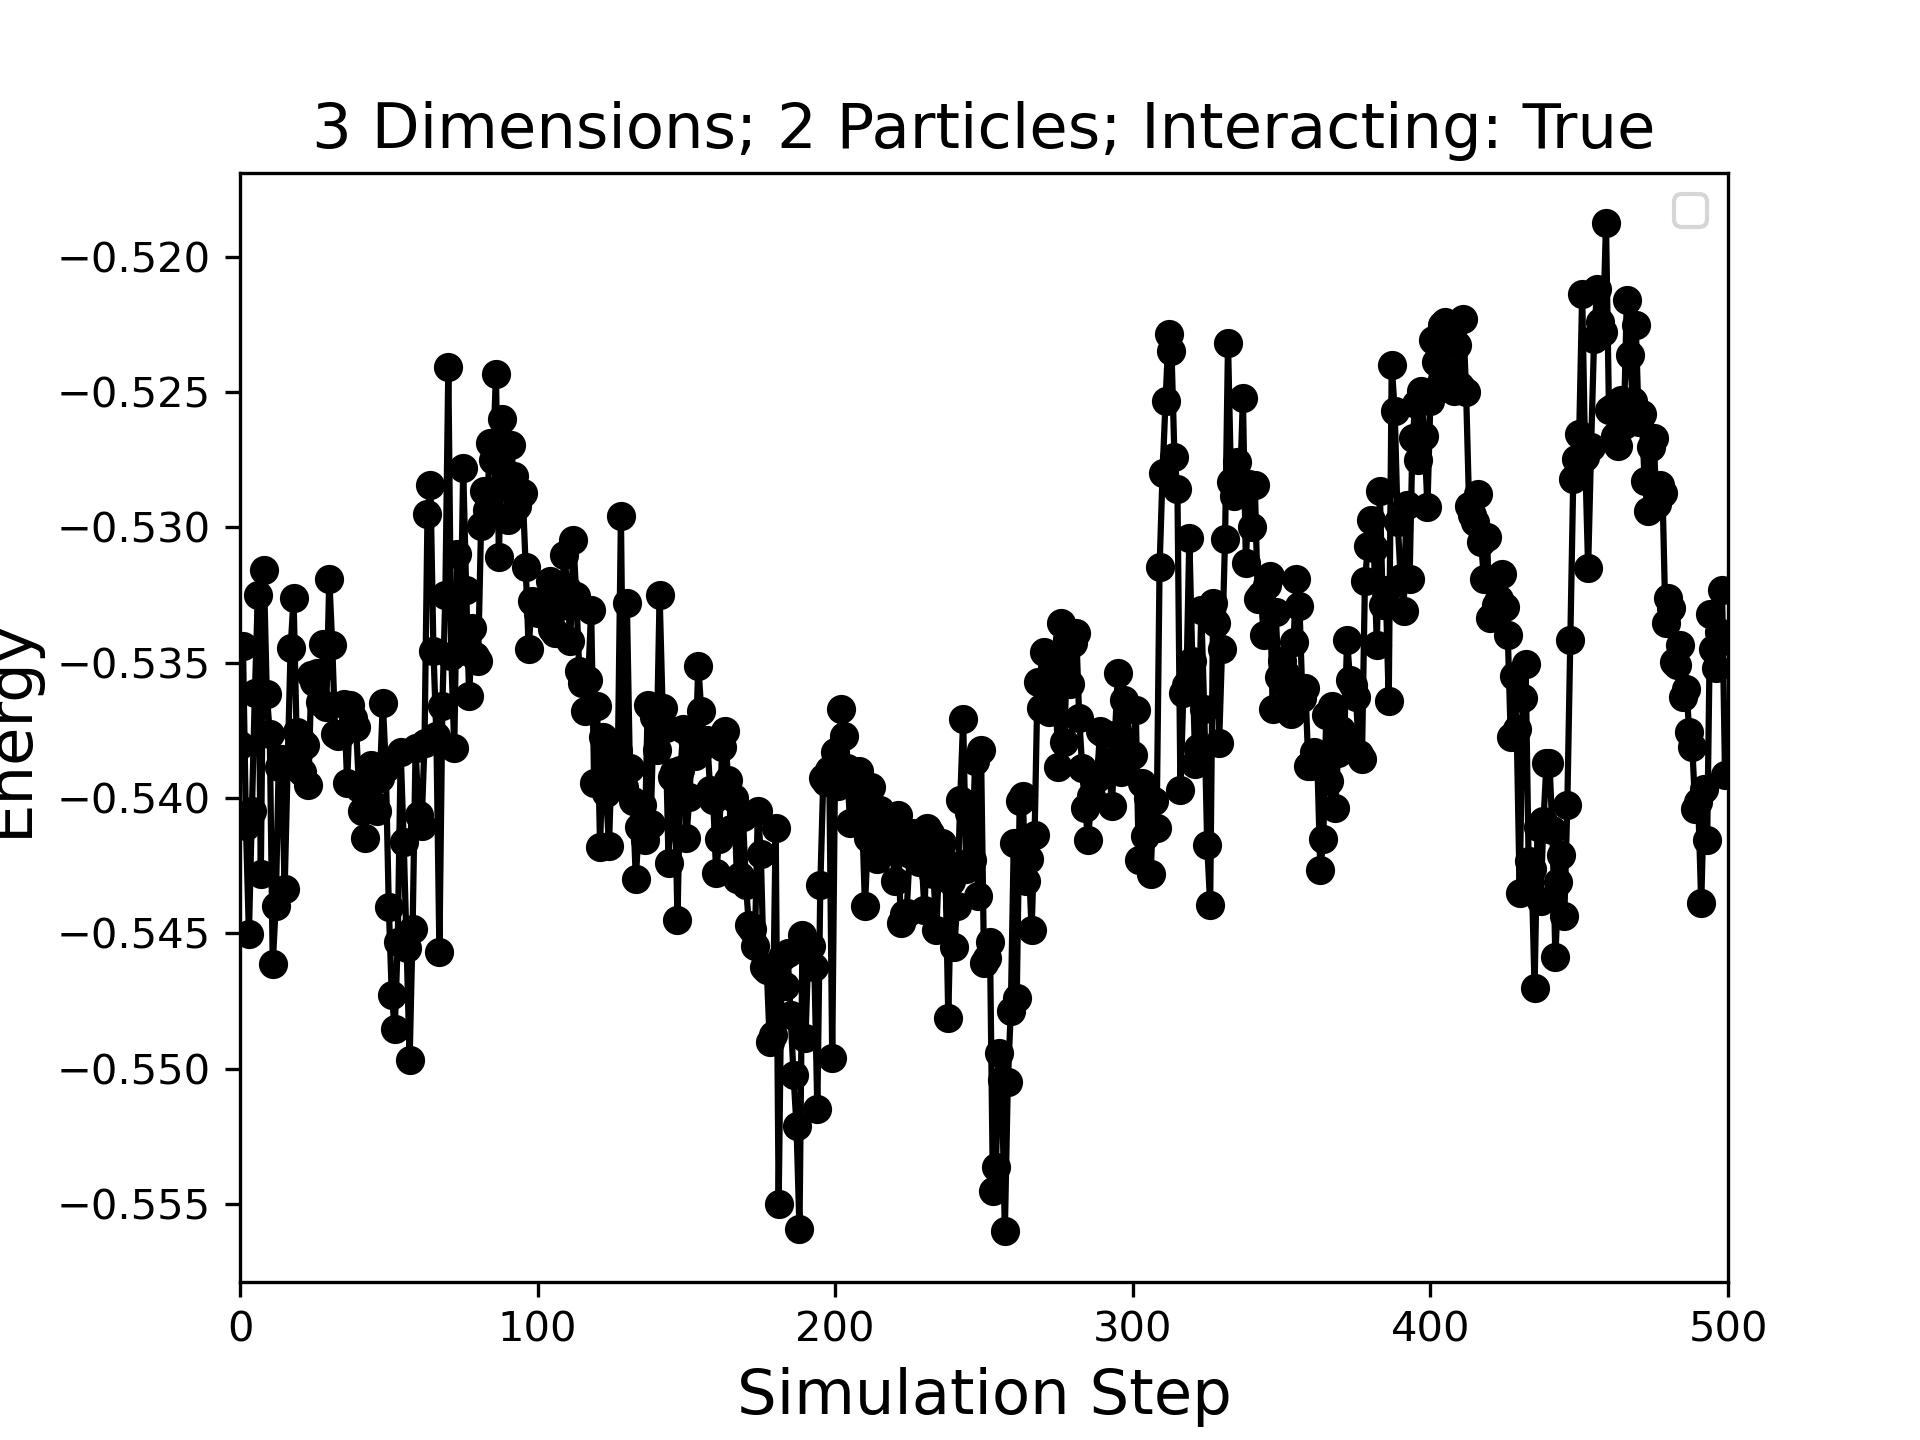 3 Dimensions; 2 Particles; Interacting: True
−0.520
−0.525
−0.530
−0.535
−0.540
−0.545
−0.550
−0.555
Energy
0 100 200 300 400 500
Simulation Step